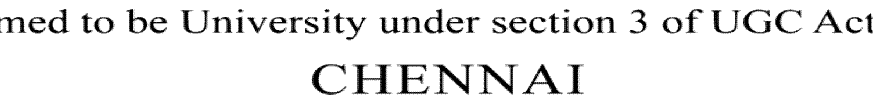 med to be University under section 3 of UGC Act
CHENNAI